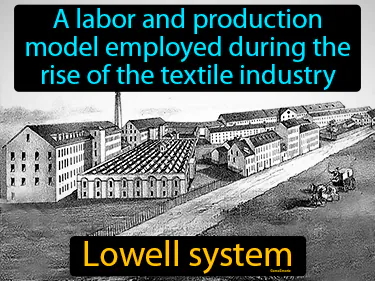 A labor and production
model employed during the
rise of the textile industry
Lowell system